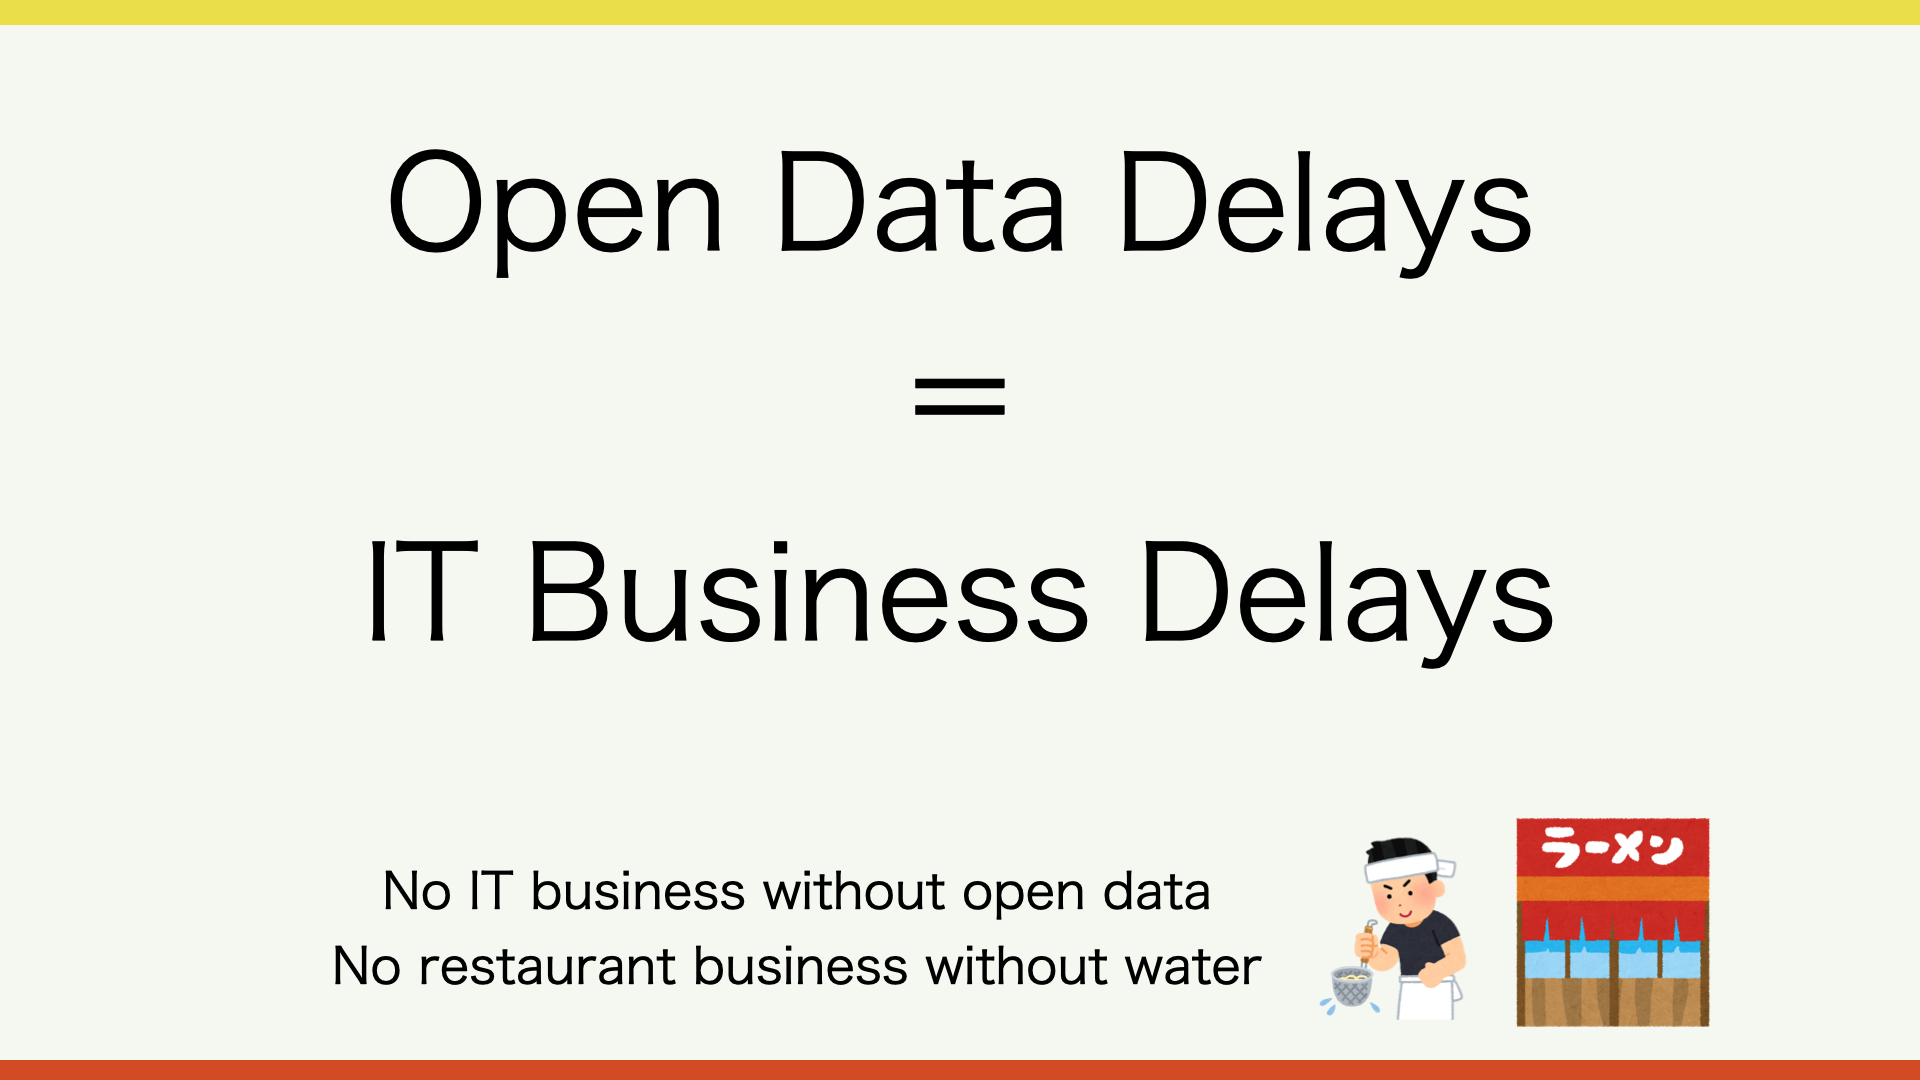 Open Data Delays
=
IT Business Delays
No IT business without open data
No restaurant business without water
ラーメン